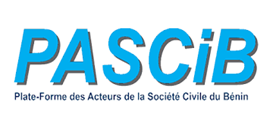 PASCiB
Plate-Forme des Acteurs de la Société Civile du Bénin